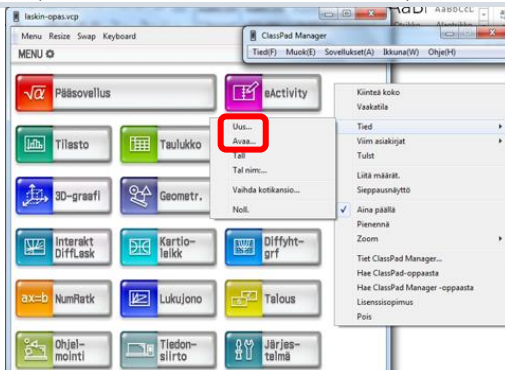 laskin-opas.vcp
Menu Resize Swap Keyboard
MENU
√α Pääsovellus
eActivity
Tilasto
Taulukko
3D-graafi
Geometr.
Interakt
DiffLask
Kartio-
leikk
Diffyht-
grf
ax=b NumRatk
Lukujono
Talous
Ohjel-
mointi
Tiedon-
siirto
Järjes-
telmä
ClassPad Manager
Tied(F) Muok(E) Sovellukset(A) Ikkuna(W) Ohje(H)
Kiinteä koko
Vaakatila
Tied
Viim asiakirjat
Tulst
Liitä määrät.
Sieppausnäyttö
Aina päällä
Pienennä
Zoom
Tiet ClassPad Manager...
Hae ClassPad-oppaasta
Hae ClassPad Manager -oppaasta
Lisenssisopimus
Pois
Uus...
Avaa...
Tall
Tal nim:...
Vaihda kotikansio...
Noll.